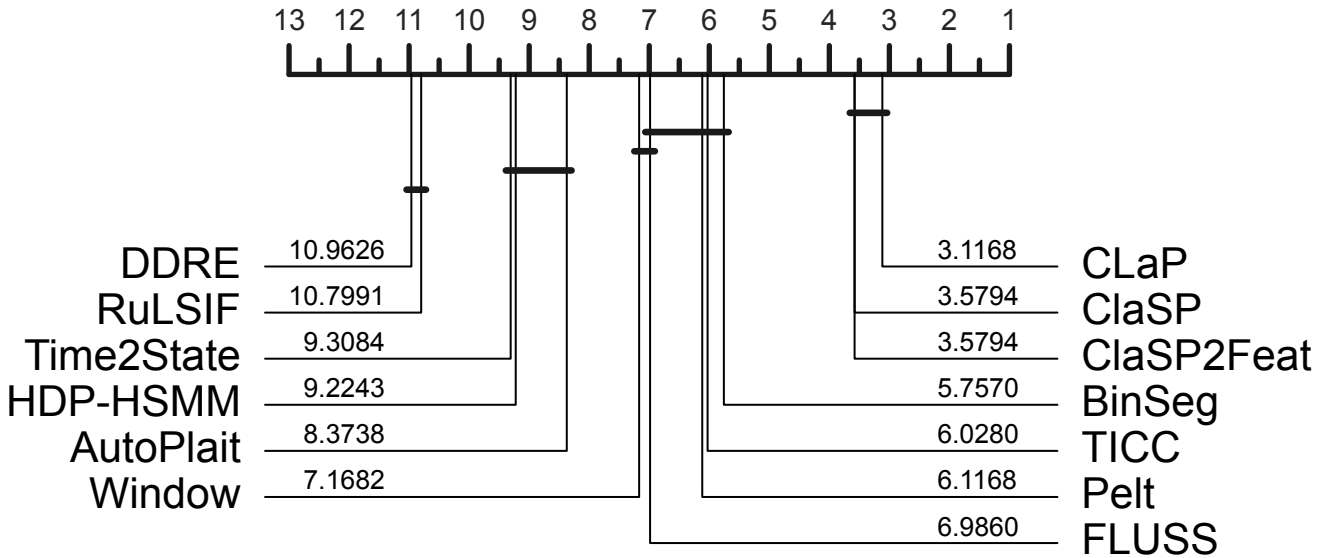 13 12 11 10 9 8 7 6 5 4 3 2 1
DDRE 10.9626 3.1168 CLaP
RuLSIF 10.7991 3.5794 ClaSP
Time2State 9.3084 3.5794 ClaSP2Feat
HDP-HSMM 9.2243 5.7570 BinSeg
AutoPlait 8.3738 6.0280 TICC
Window 7.1682 6.1168 Pelt
6.9860 FLUSS